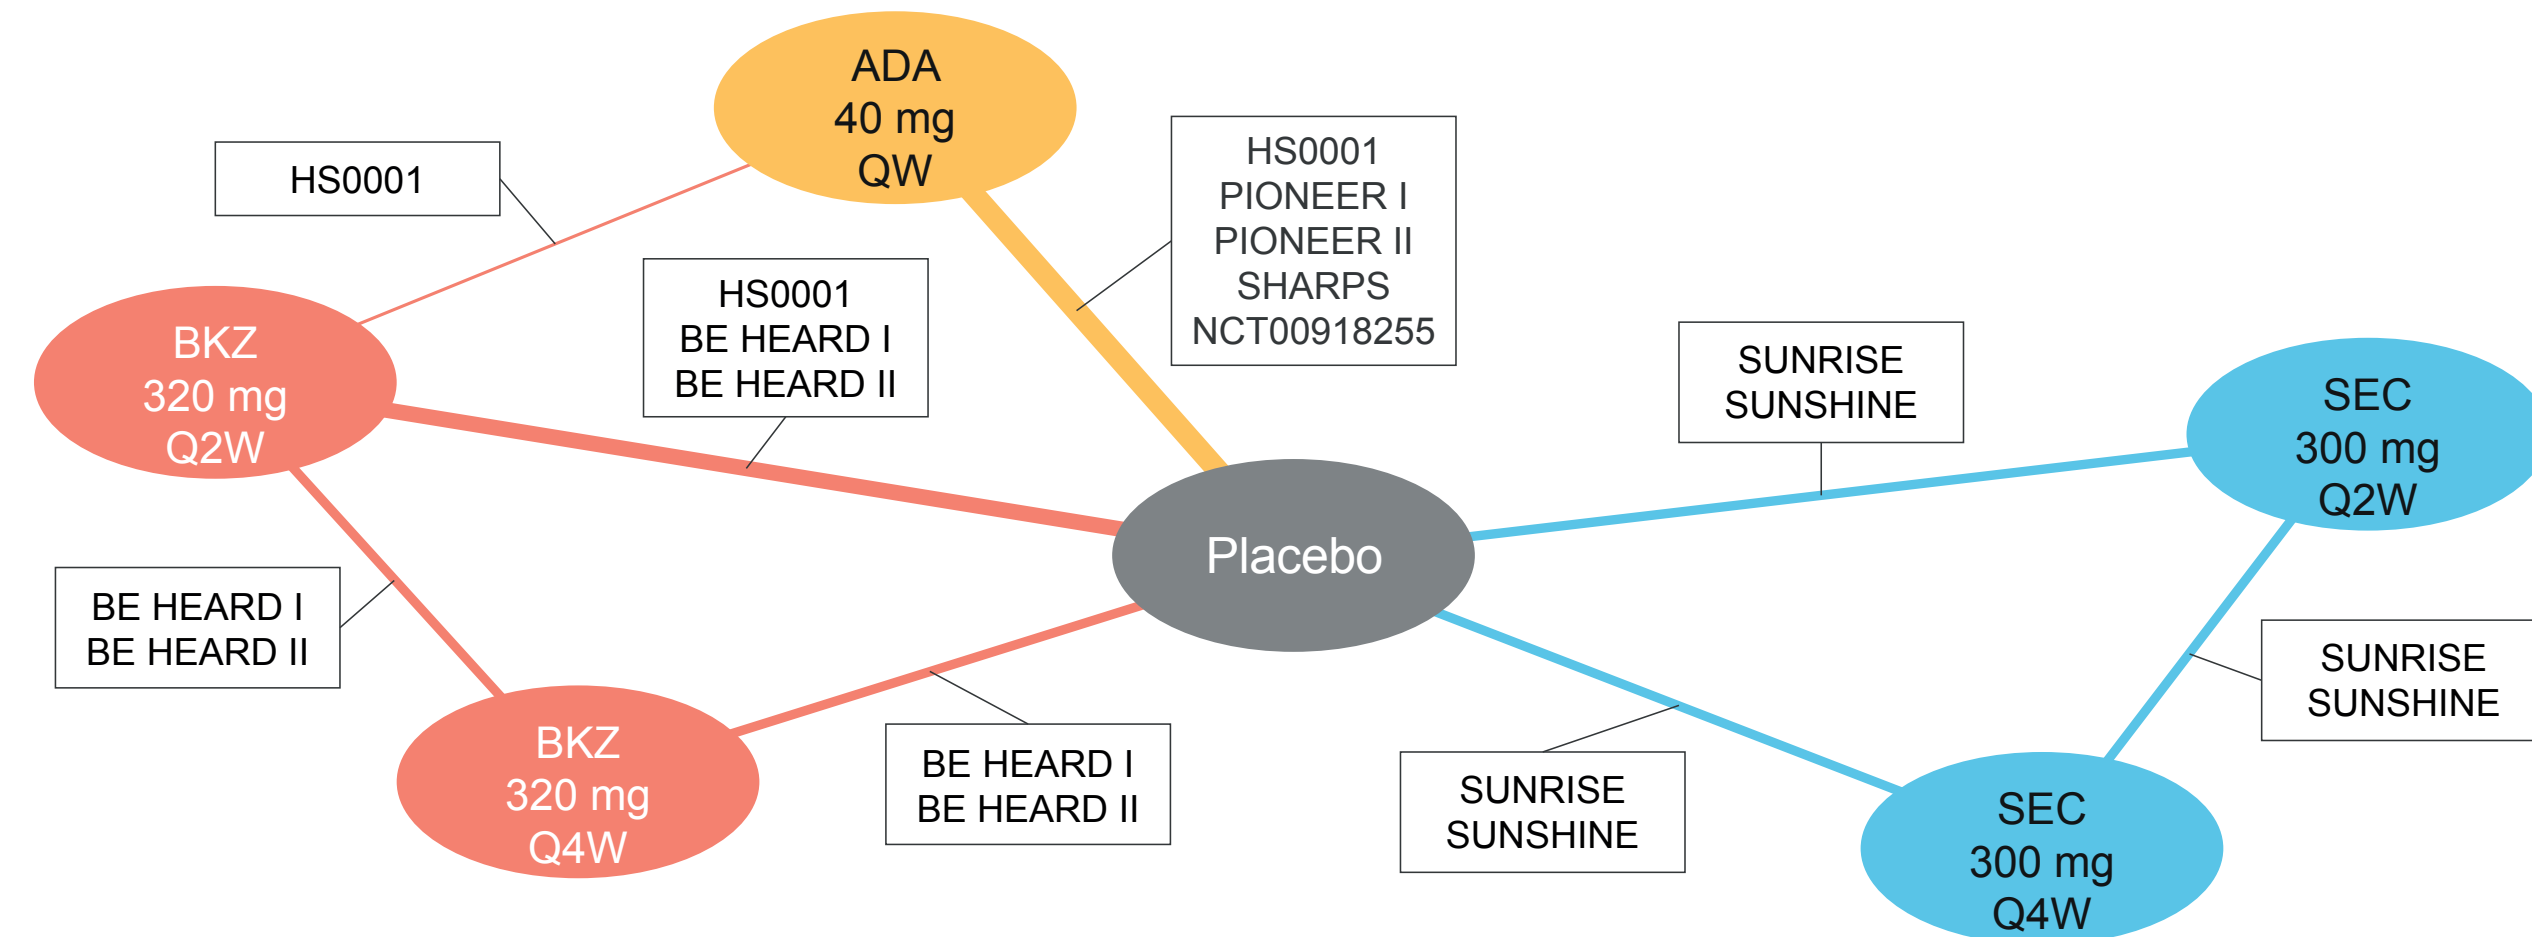 ADA
40 mg
QW
HS0001
HS0001
PIONEER I
PIONEER II
SHARPS
NCT00918255
HS0001
BE HEARD I
BE HEARD II
BKZ
320 mg
Q2W
SUNRISE
SUNSHINE
SEC
300 mg
Q2W
Placebo
BE HEARD I
BE HEARD II
SUNRISE
SUNSHINE
BKZ
320 mg
Q4W
BE HEARD I
BE HEARD II
SUNRISE
SUNSHINE
SEC
300 mg
Q4W